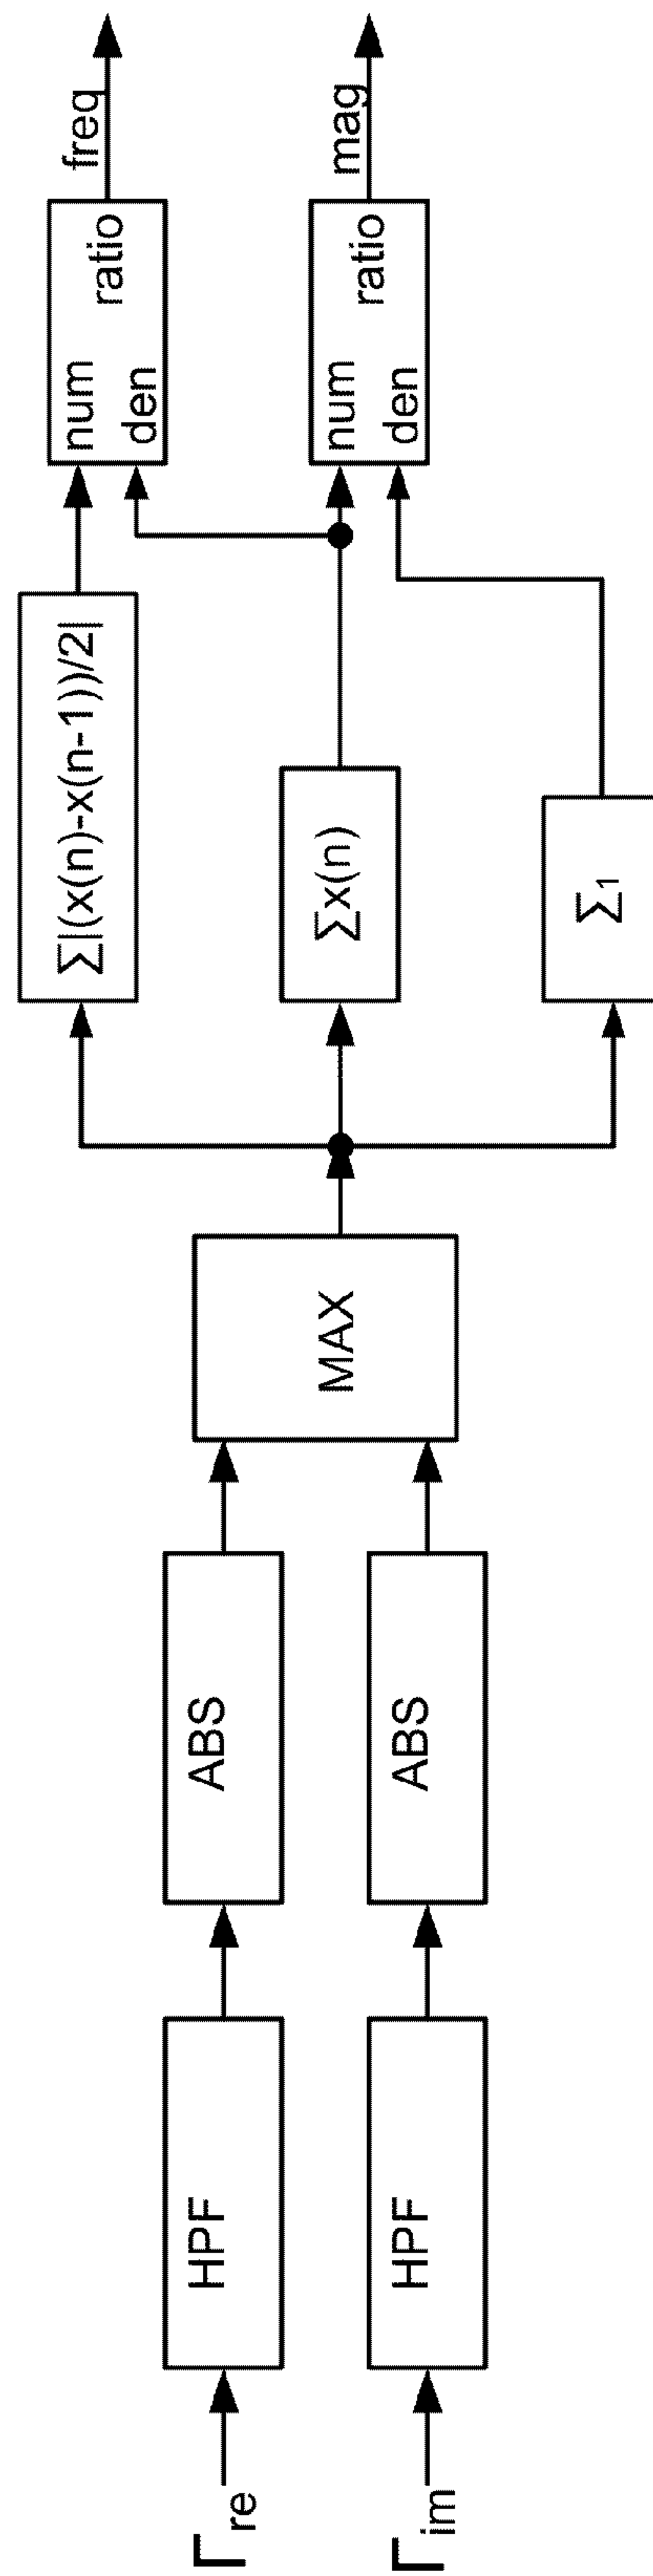 Γre
HPF
ABS
Γim
HPF
ABS
MAX
∑|(x(n)-x(n-1))/2|
∑x(n)
∑1
num
den
ratio
freq
num
den
ratio
mag